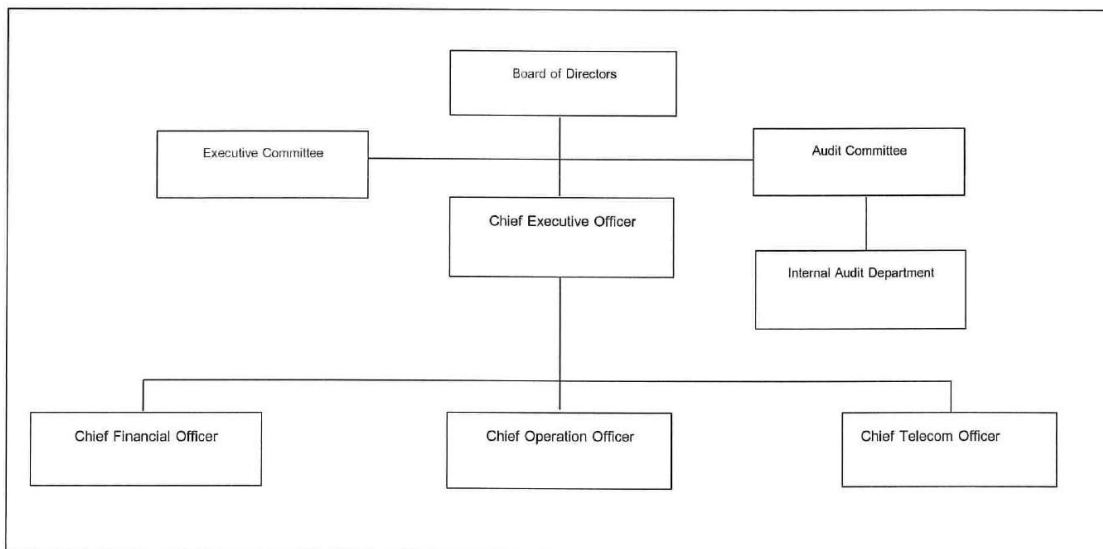 Board of Directors
Executive Committee
Audit Committee
Chief Executive Officer
Internal Audit Department
Chief Financial Officer
Chief Operation Officer
Chief Telecom Officer